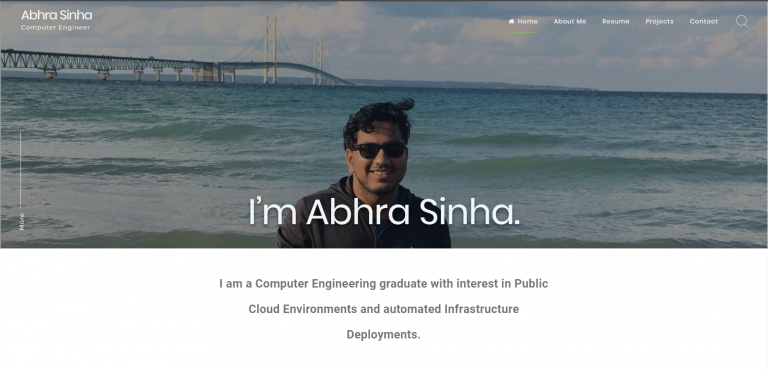 Abhra Sinha
Computer Engineer
Home About Me Resume Projects Contact
More
I'm Abhra Sinha.
I am a Computer Engineering graduate with interest in Public
Cloud Environments and automated Infrastructure
Deployments.